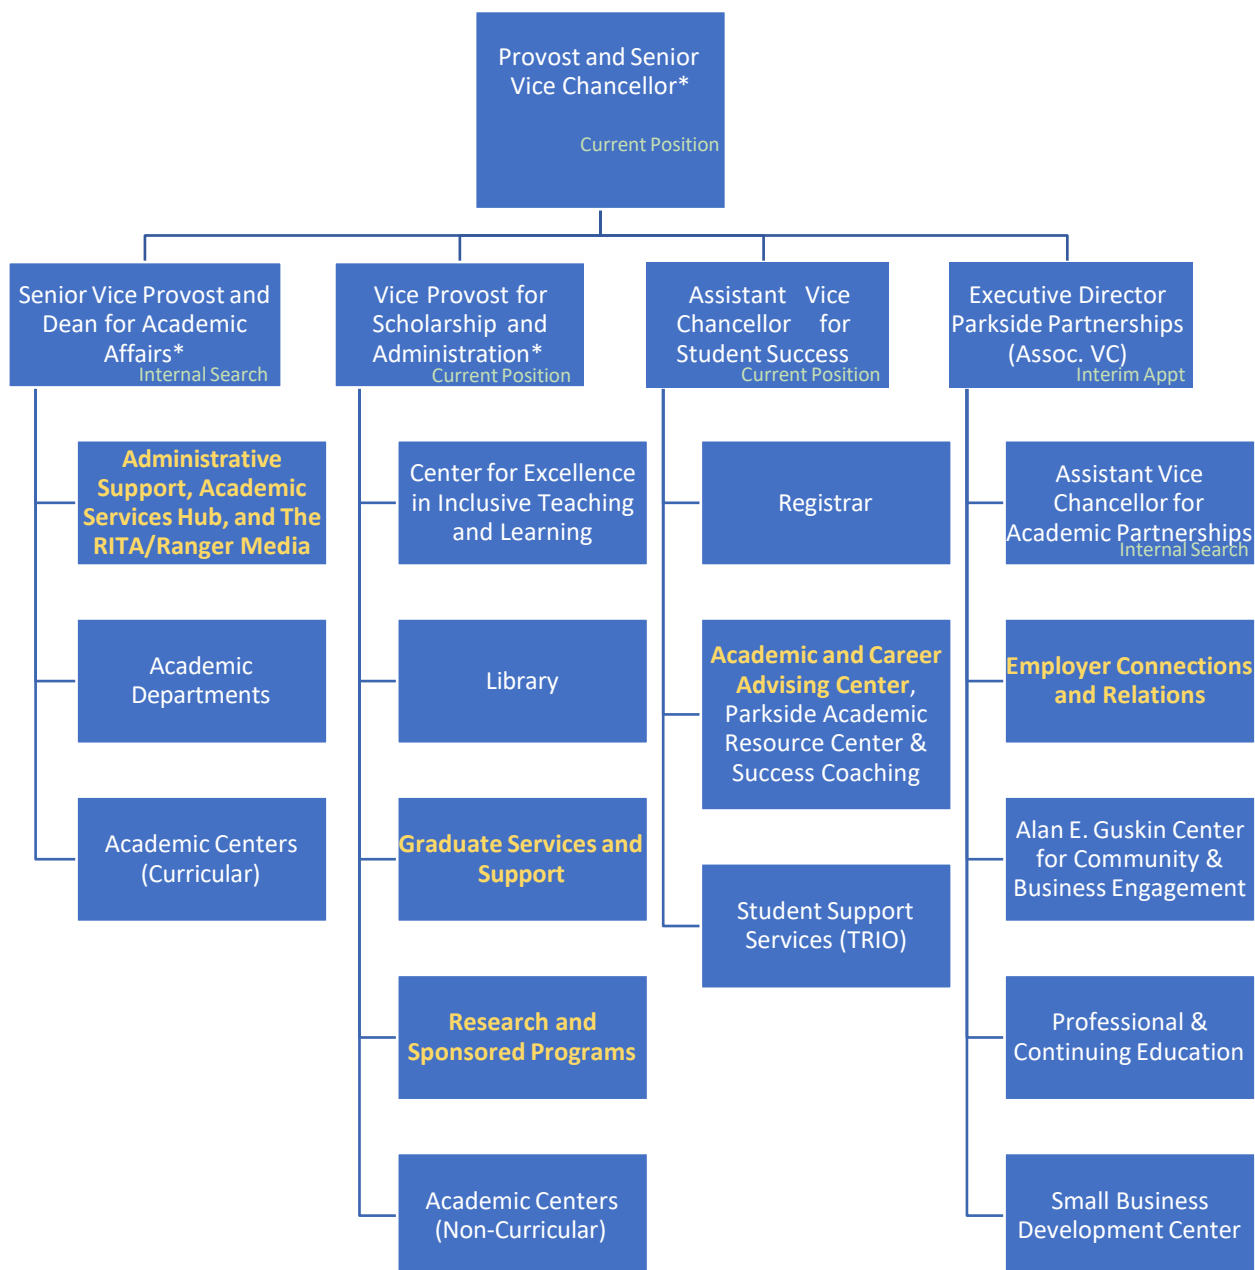 Provost and Senior
Vice Chancellor*
Current Position
Senior Vice Provost and
Dean for Academic
Affairs*
Internal Search
Vice Provost for
Scholarship and
Administration*
Current Position
Assistant Vice
Chancellor for
Student Success
Current Position
Executive Director
Parkside Partnerships
(Assoc. VC)
Interim Appt
Administrative
Support, Academic
Services Hub, and The
RITA/Ranger Media
Academic
Departments
Academic Centers
(Curricular)
Center for Excellence
in Inclusive Teaching
and Learning
Library
Graduate Services and
Support
Research and
Sponsored Programs
Academic Centers
(Non-Curricular)
Registrar
Academic and Career
Advising Center,
Parkside Academic
Resource Center &
Success Coaching
Student Support
Services (TRIO)
Assistant Vice
Chancellor for
Academic Partnerships
Internal Search
Employer Connections
and Relations
Alan E. Guskin Center
for Community &
Business Engagement
Professional &
Continuing Education
Small Business
Development Center